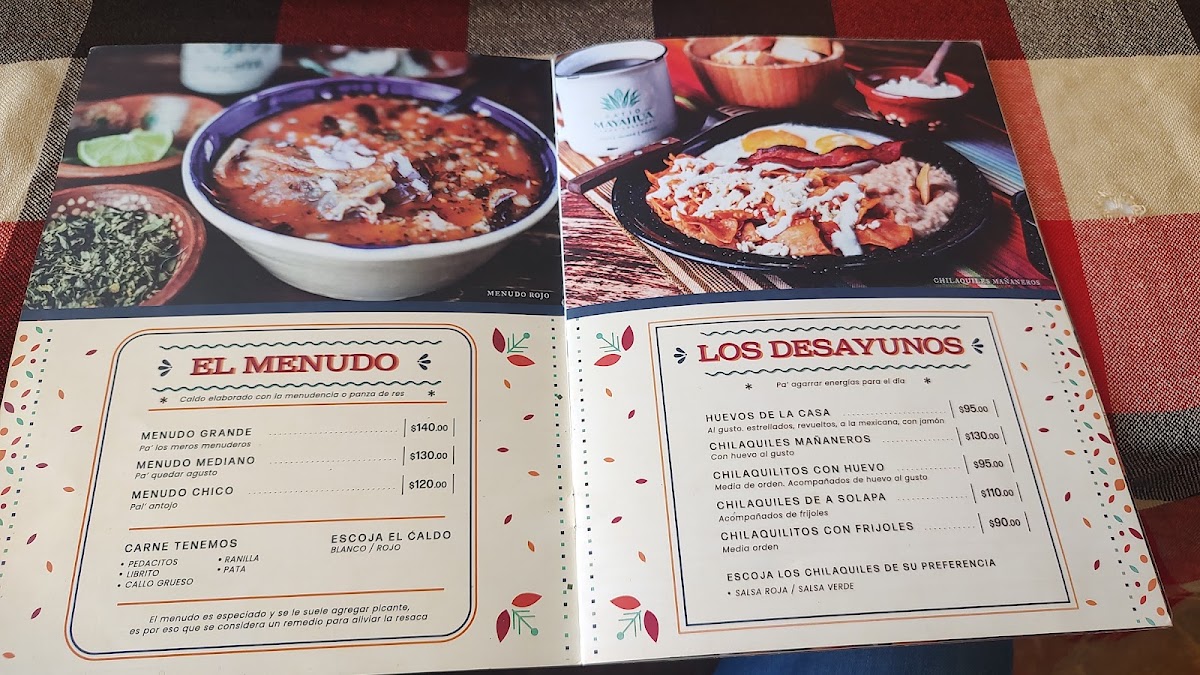 MAYAHUA
MENUDO ROJO
EL MENUDO
* Caldo elaborado con la menudencia o panza de res *
MENUDO GRANDE $140.00
Pa' los meros menuderos
MENUDO MEDIANO $130.00
Pa' quedar agusto
MENUDO CHICO $120.00
Pal' antojo
CARNE TENEMOS
• PEDACITOS
• LIBRITO
• CALLO GRUESO
• RANILLA
• PATA
ESCOJA EL CALDO
BLANCO / ROJO
El menudo es especiado y se le suele agregar picante,
es por eso que se considera un remedio para aliviar la resaca
CHILAQUILES MAÑANEROS
LOS DESAYUNOS
* Pa' agarrar energías para el día *
HUEVOS DE LA CASA $95.00
Al gusto. estrellados, revueltos, a la mexicana, con jamón
CHILAQUILES MAÑANEROS $130.00
Con huevo al gusto
CHILAQUILITOS CON HUEVO $95.00
Media de orden. Acompañados de huevo al gusto
CHILAQUILES DE A SOLAPA $110.00
Acompañados de frijoles
CHILAQUILITOS CON FRIJOLES $90.00
Media orden
ESCOJA LOS CHILAQUILES DE SU PREFERENCIA
• SALSA ROJA / SALSA VERDE